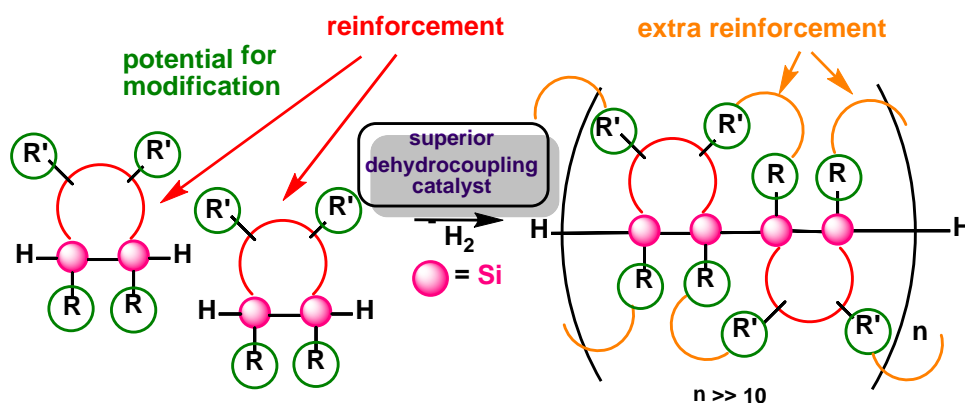 reinforcement
extra reinforcement
potential for
modification
superior
dehydrocoupling
catalyst
R' R'
R' R'
R' R'
R R
H H
H H
H H
-
H2
R R
R R
R R
= Si
R' R'
n
n >> 10